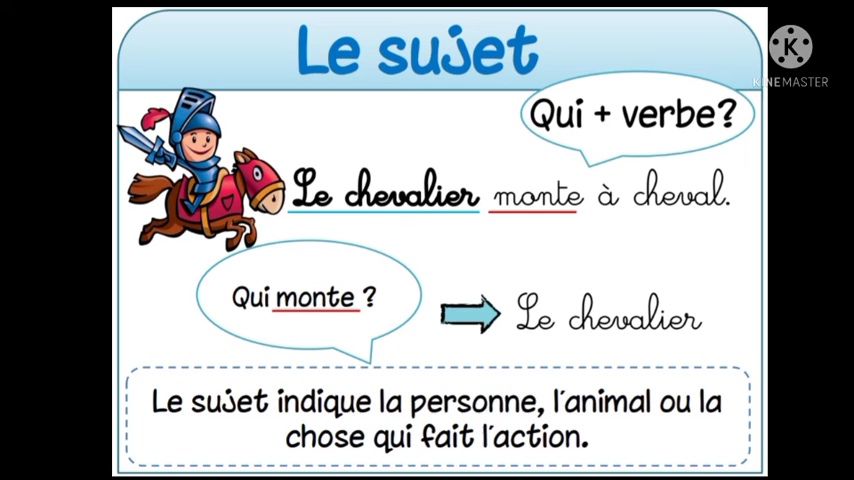 Le sujet
KINEMASTER
Qui + verbe?
Le chevalier monte à cheval.
Qui monte ?
Le chevalier
Le sujet indique la personne, l'animal ou la
chose qui fait l'action.